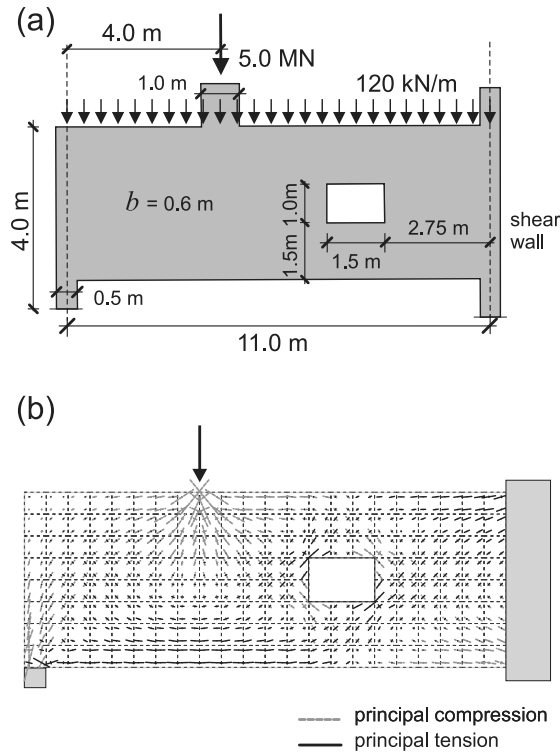 (a)
4.0 m
5.0 MN
1.0 m
120 kN/m
4.0 m
b = 0.6 m
1.0m
1.5m
2.75 m
1.5 m
shear
wall
0.5 m
11.0 m
(b)
principal compression
principal tension